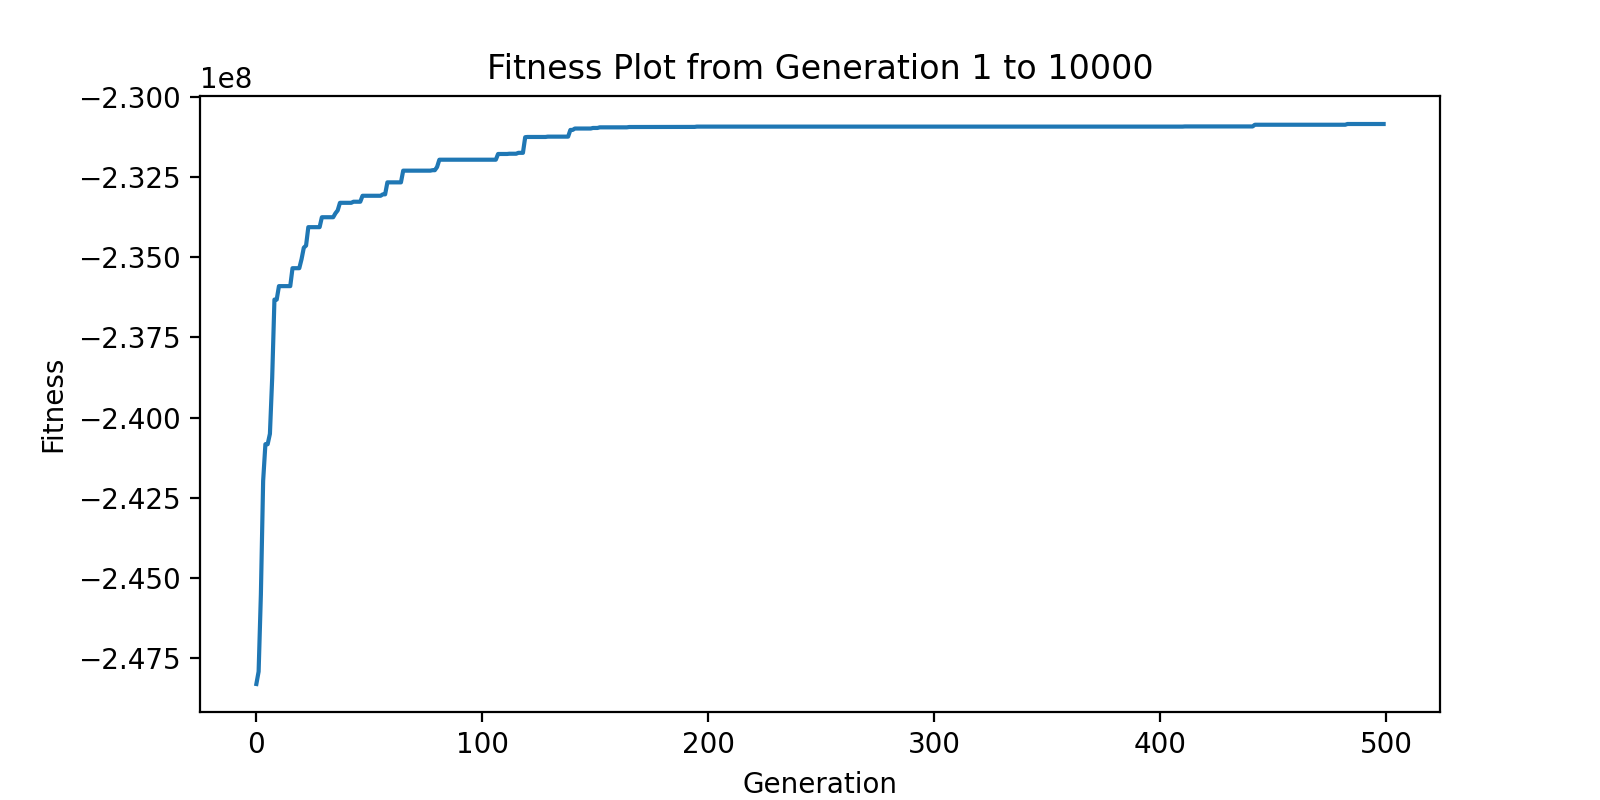 Fitness Plot from Generation 1 to 10000
1e8
−2.300
−2.325
−2.350
−2.375
−2.400
−2.425
−2.450
−2.475
Fitness
0 100 200 300 400 500
Generation